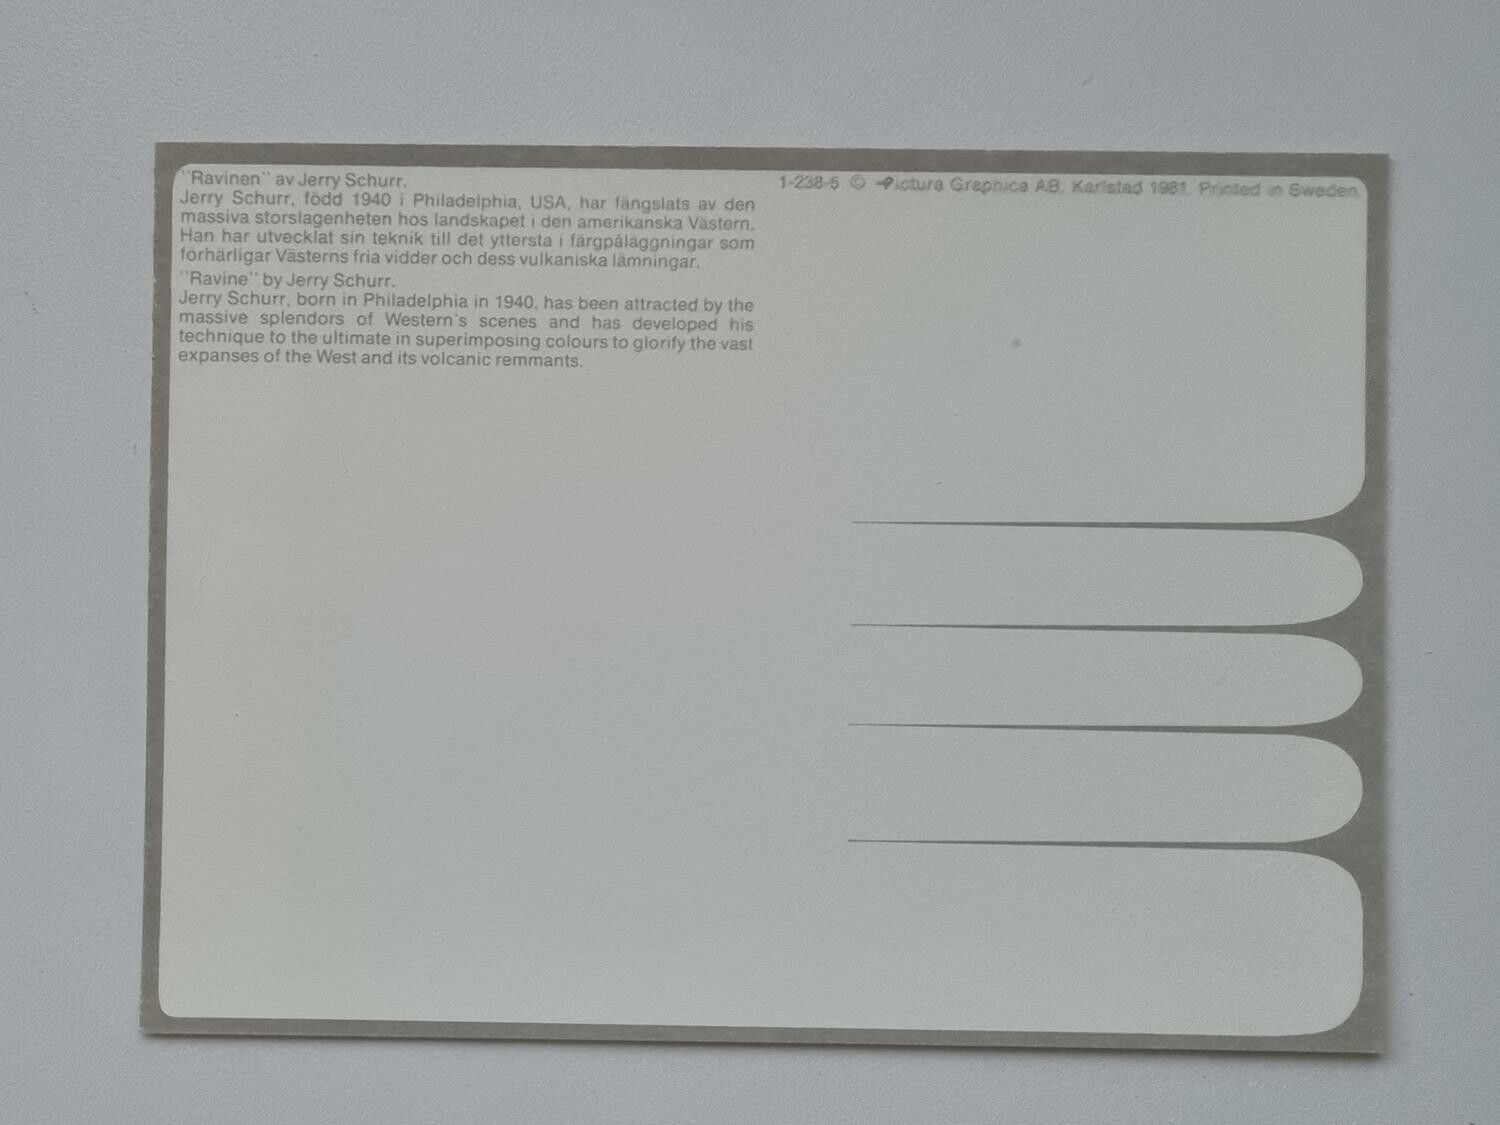 "Ravinen" av Jerry Schurr.
Jerry Schurr, född 1940 i Philadelphia, USA, har fångslats av den
massiva storslagenheten hos landskapet i den amerikanska Västern.
Han har utvecklat sin teknik till det yttersta i färgpåläggningar som
förhärligar Västerns fria vidder och dess vulkaniska lämningar.
"Ravine" by Jerry Schurr.
Jerry Schurr, born in Philadelphia in 1940, has been attracted by the
massive splendors of Western's scenes and has developed his
technique to the ultimate in superimposing colours to glorify the vast
expanses of the West and its volcanic remmants.
1-238-5 © Pictura Graphica AB, Karlstad 1981. Printed in Sweden.